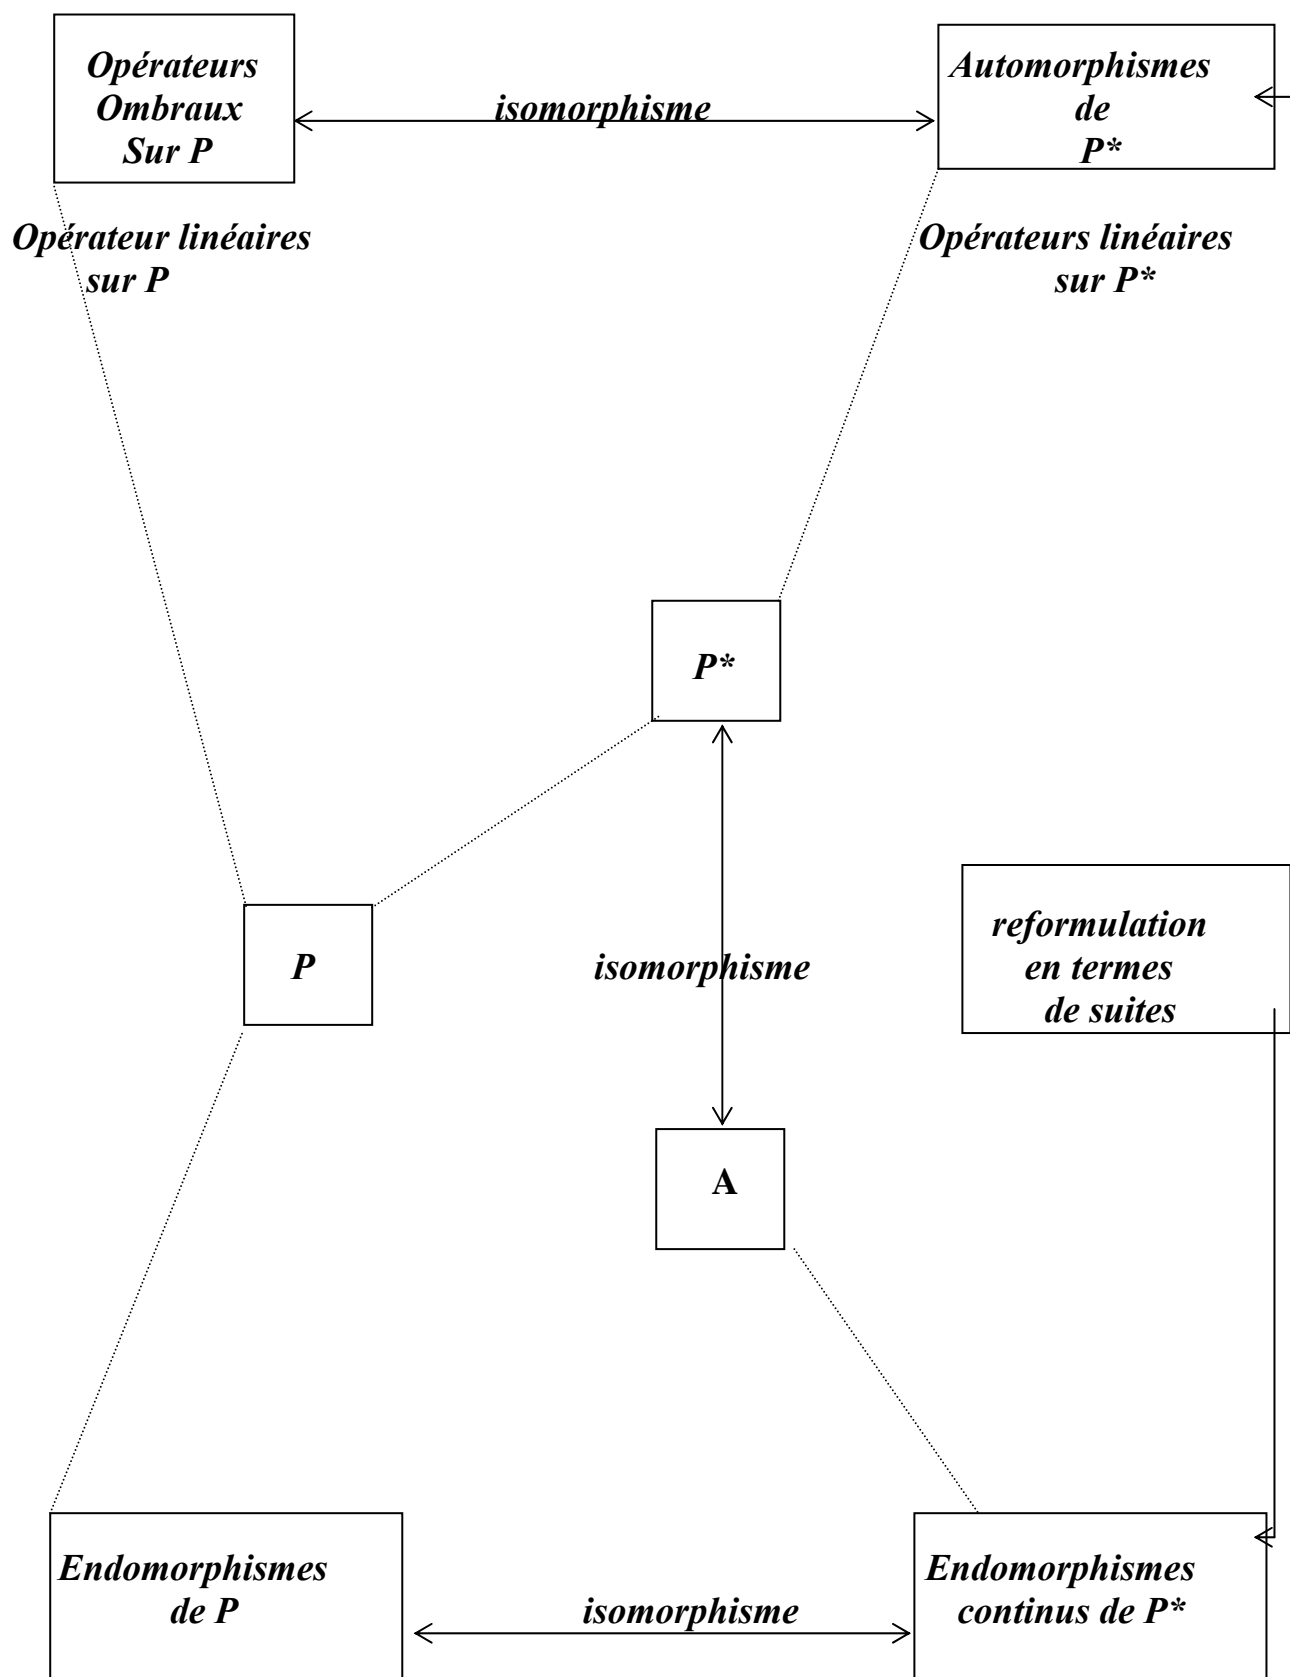 Opérateurs
Ombraux
Sur P
isomorphisme
Automorphismes
de
P*
Opérateur linéaires
sur P
Opérateurs linéaires
sur P*
P*
P
isomorphisme
reformulation
en termes
de suites
A
Endomorphismes
de P
isomorphisme
Endomorphismes
continus de P*